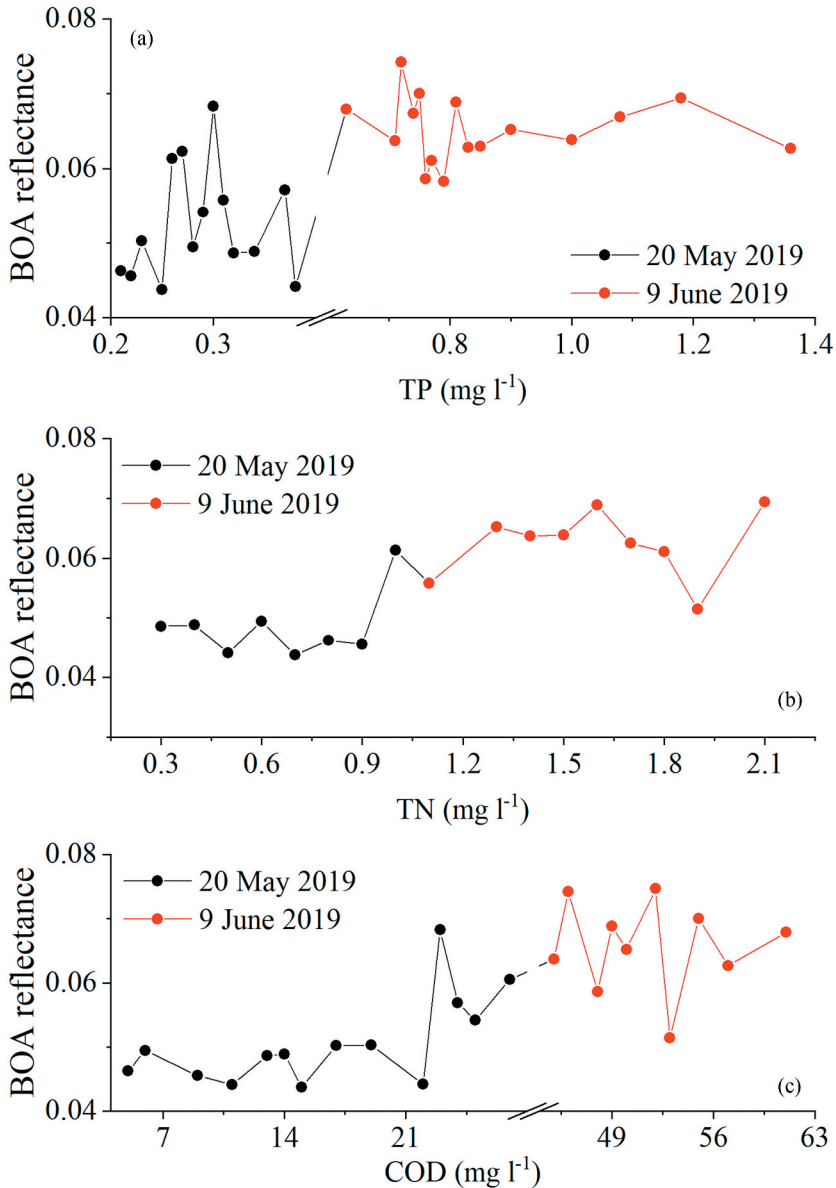 (a)
BOA reflectance
0.08
0.06
0.04
20 May 2019
9 June 2019
0.2 0.3 0.8 1.0 1.2 1.4
TP (mg l⁻¹)
BOA reflectance
0.08
0.06
0.04
20 May 2019
9 June 2019
(b)
0.3 0.6 0.9 1.2 1.5 1.8 2.1
TN (mg l⁻¹)
BOA reflectance
0.08
0.06
0.04
20 May 2019
9 June 2019
(c)
7 14 21 49 56 63
COD (mg l⁻¹)